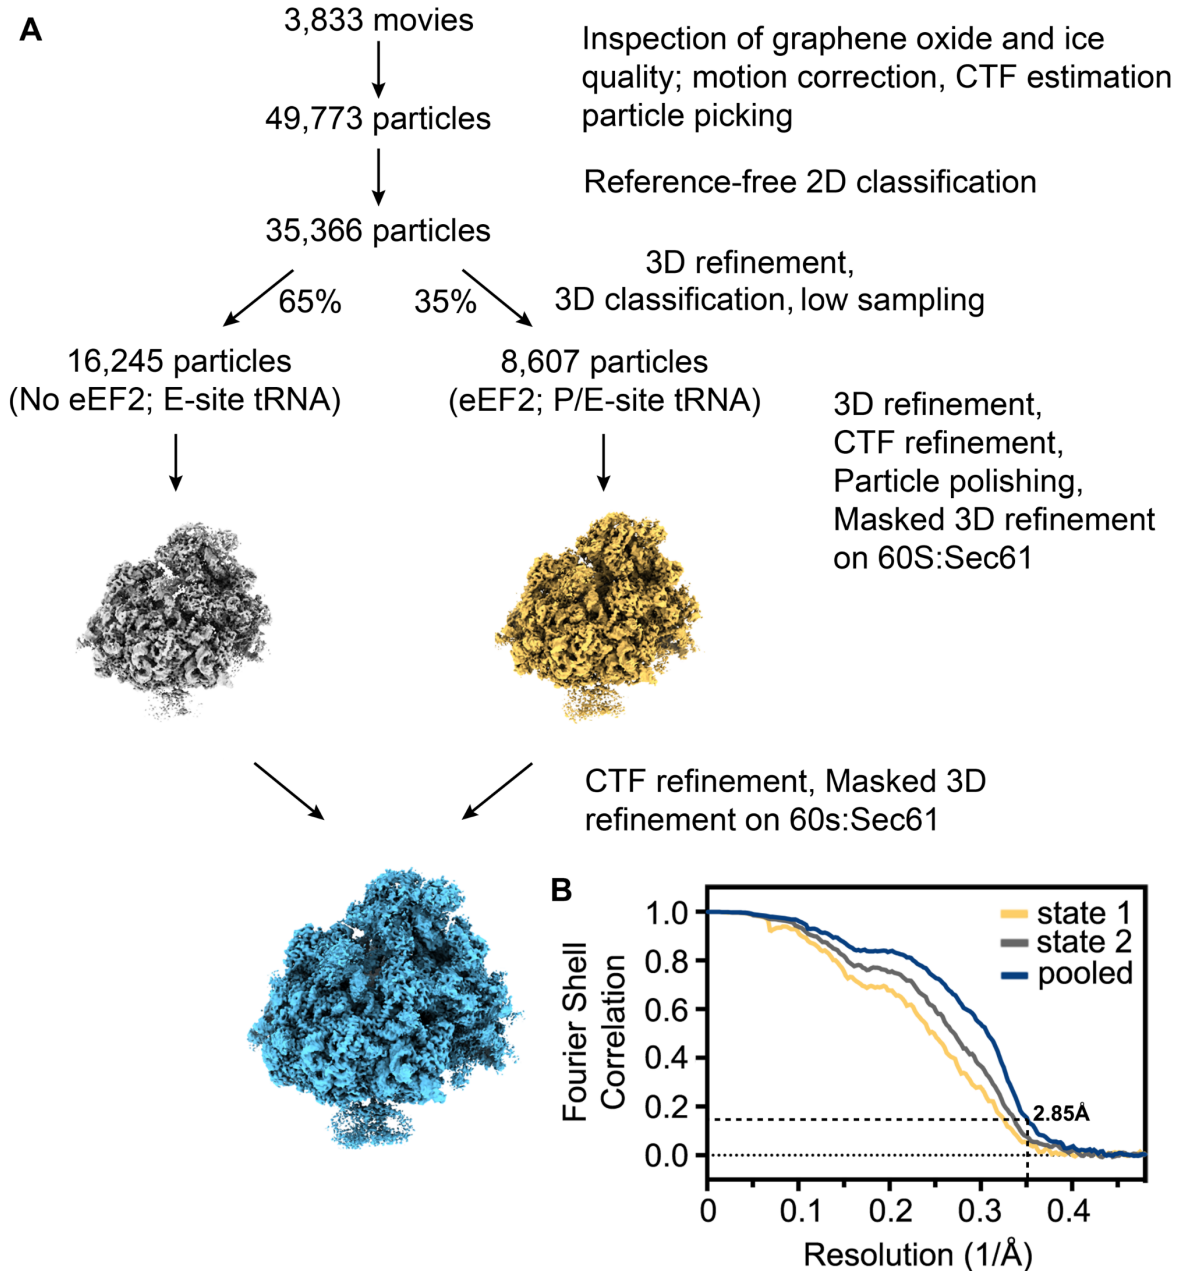 A
3,833 movies
Inspection of graphene oxide and ice
quality; motion correction, CTF estimation
particle picking
49,773 particles
Reference-free 2D classification
35,366 particles
3D refinement,
3D classification, low sampling
65%
35%
16,245 particles
(No eEF2; E-site tRNA)
8,607 particles
(eEF2; P/E-site tRNA)
3D refinement,
CTF refinement,
Particle polishing,
Masked 3D refinement
on 60S:Sec61
CTF refinement, Masked 3D
refinement on 60s:Sec61
B
Fourier Shell
Correlation
1.0
0.8
0.6
0.4
0.2
0.0
state 1
state 2
pooled
2.85Å
0
0.1
0.2
0.3
0.4
Resolution (1/Å)